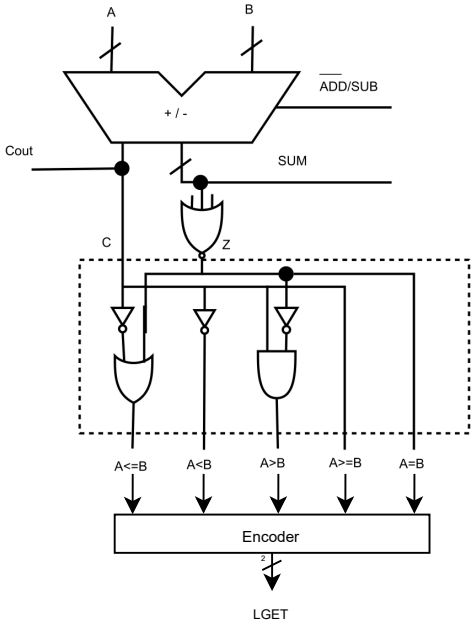 A
B
ADD/SUB
+ / -
Cout
SUM
C
Z
A<=B
A<B
A>B
A>=B
A=B
Encoder
2
LGET